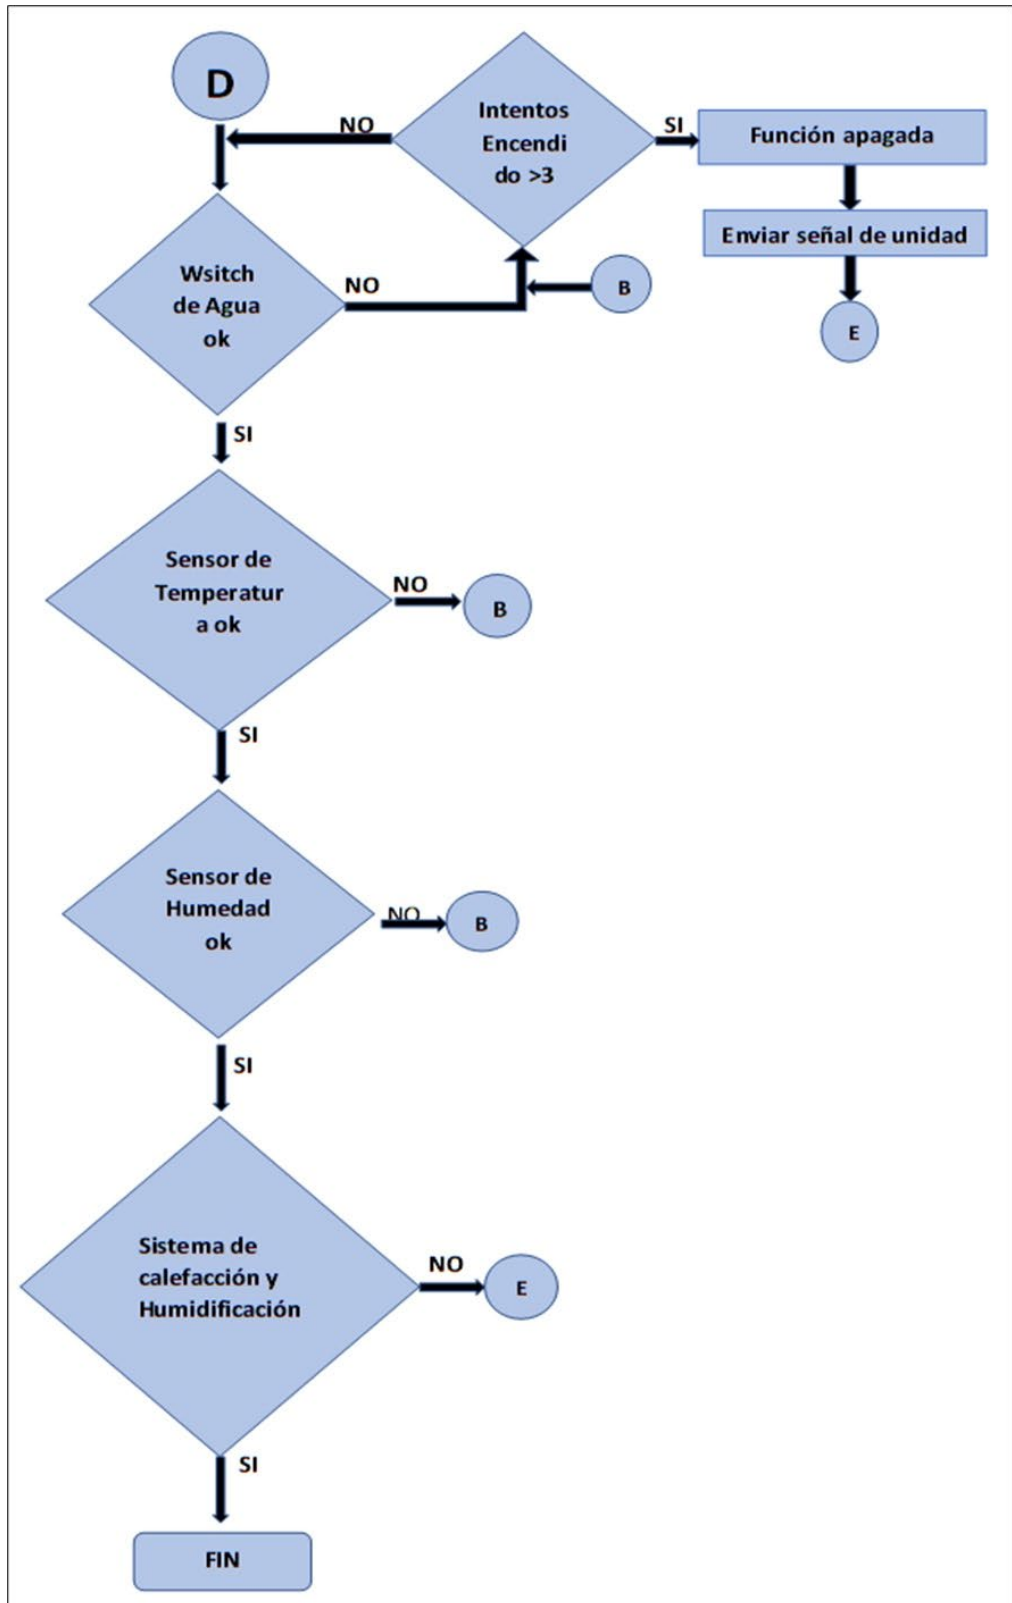 D
Intentos
Encendi
do >3
NO
SI
Función apagada
Enviar señal de unidad
E
Wsitch
de Agua
ok
NO
B
SI
Sensor de
Temperatur
a ok
NO
B
SI
Sensor de
Humedad
ok
NO
B
SI
Sistema de
calefacción y
Humidificación
NO
E
SI
FIN